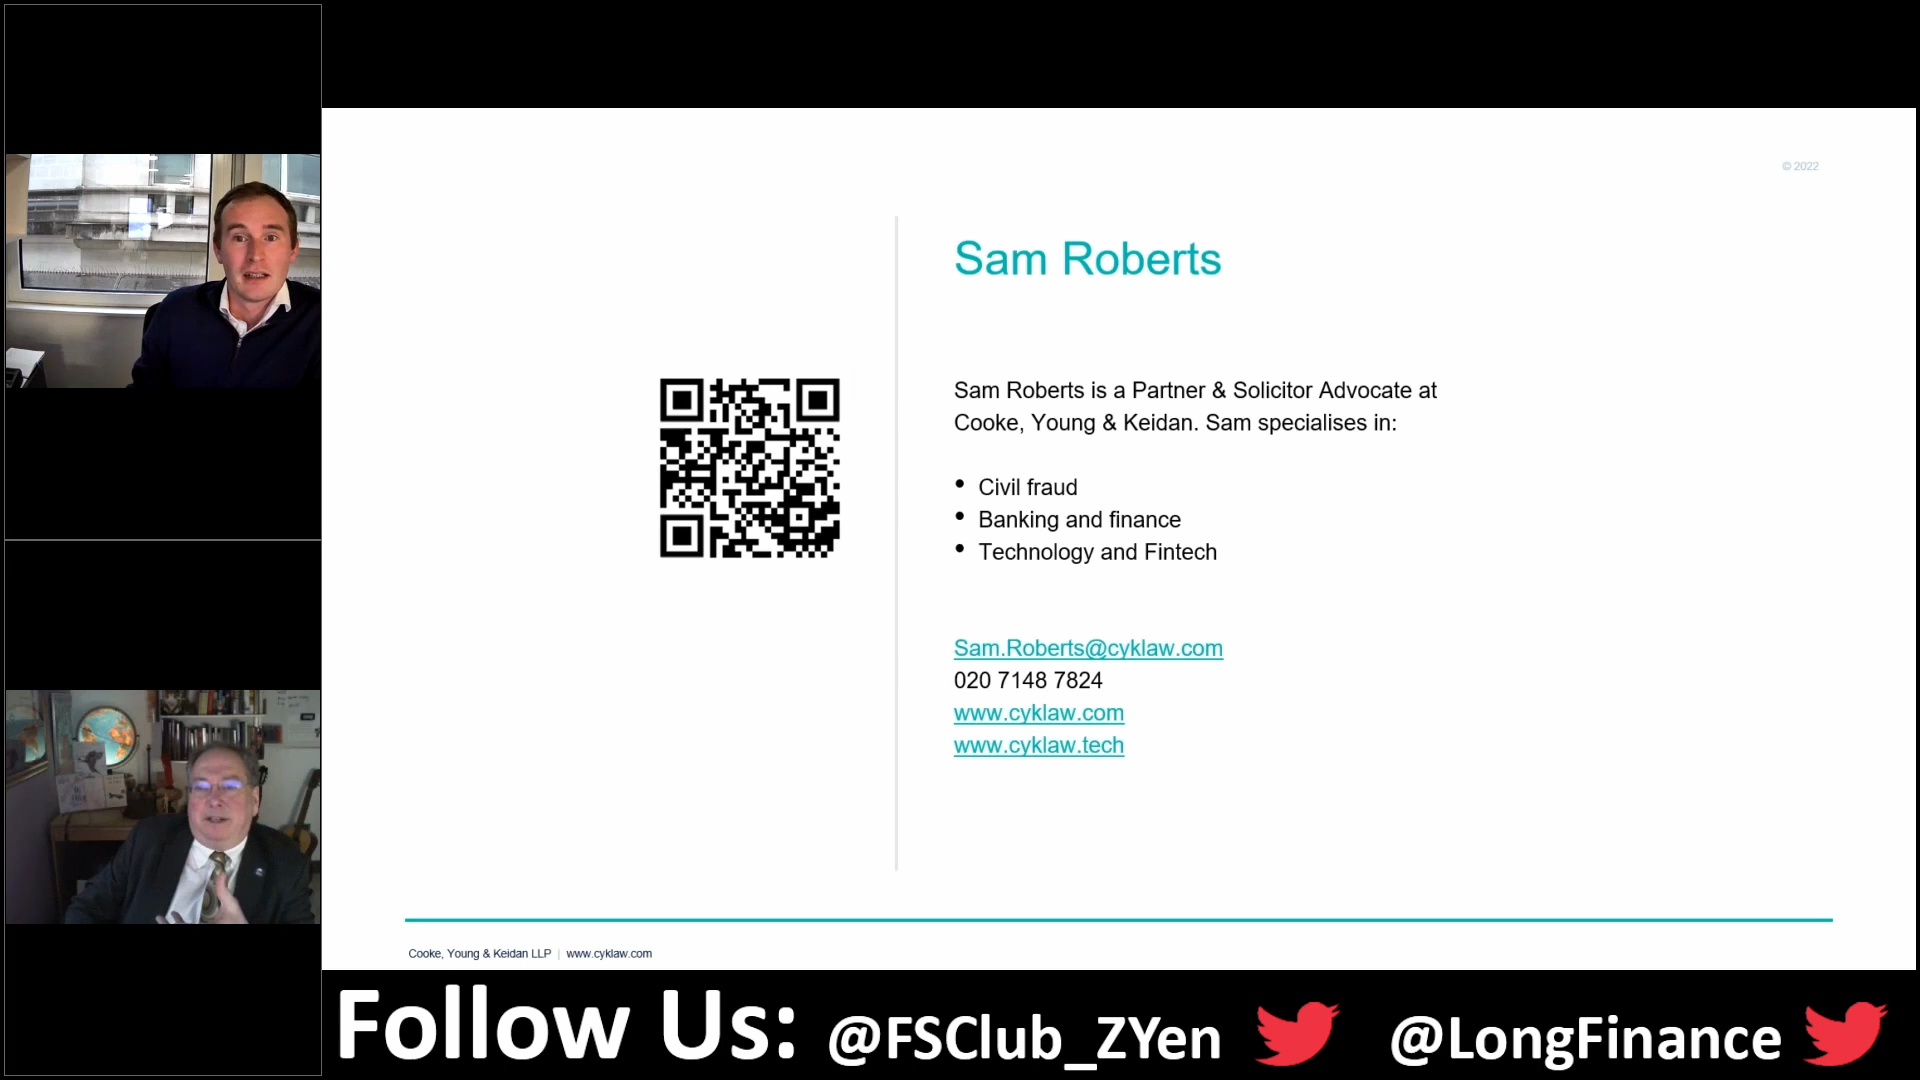 © 2022
Sam Roberts
Sam Roberts is a Partner & Solicitor Advocate at
Cooke, Young & Keidan. Sam specialises in:
• Civil fraud
• Banking and finance
• Technology and Fintech
Sam.Roberts@cyklaw.com
020 7148 7824
www.cyklaw.com
www.cyklaw.tech
Cooke, Young & Keidan LLP | www.cyklaw.com
Follow Us: @FSClub_ZYen @LongFinance